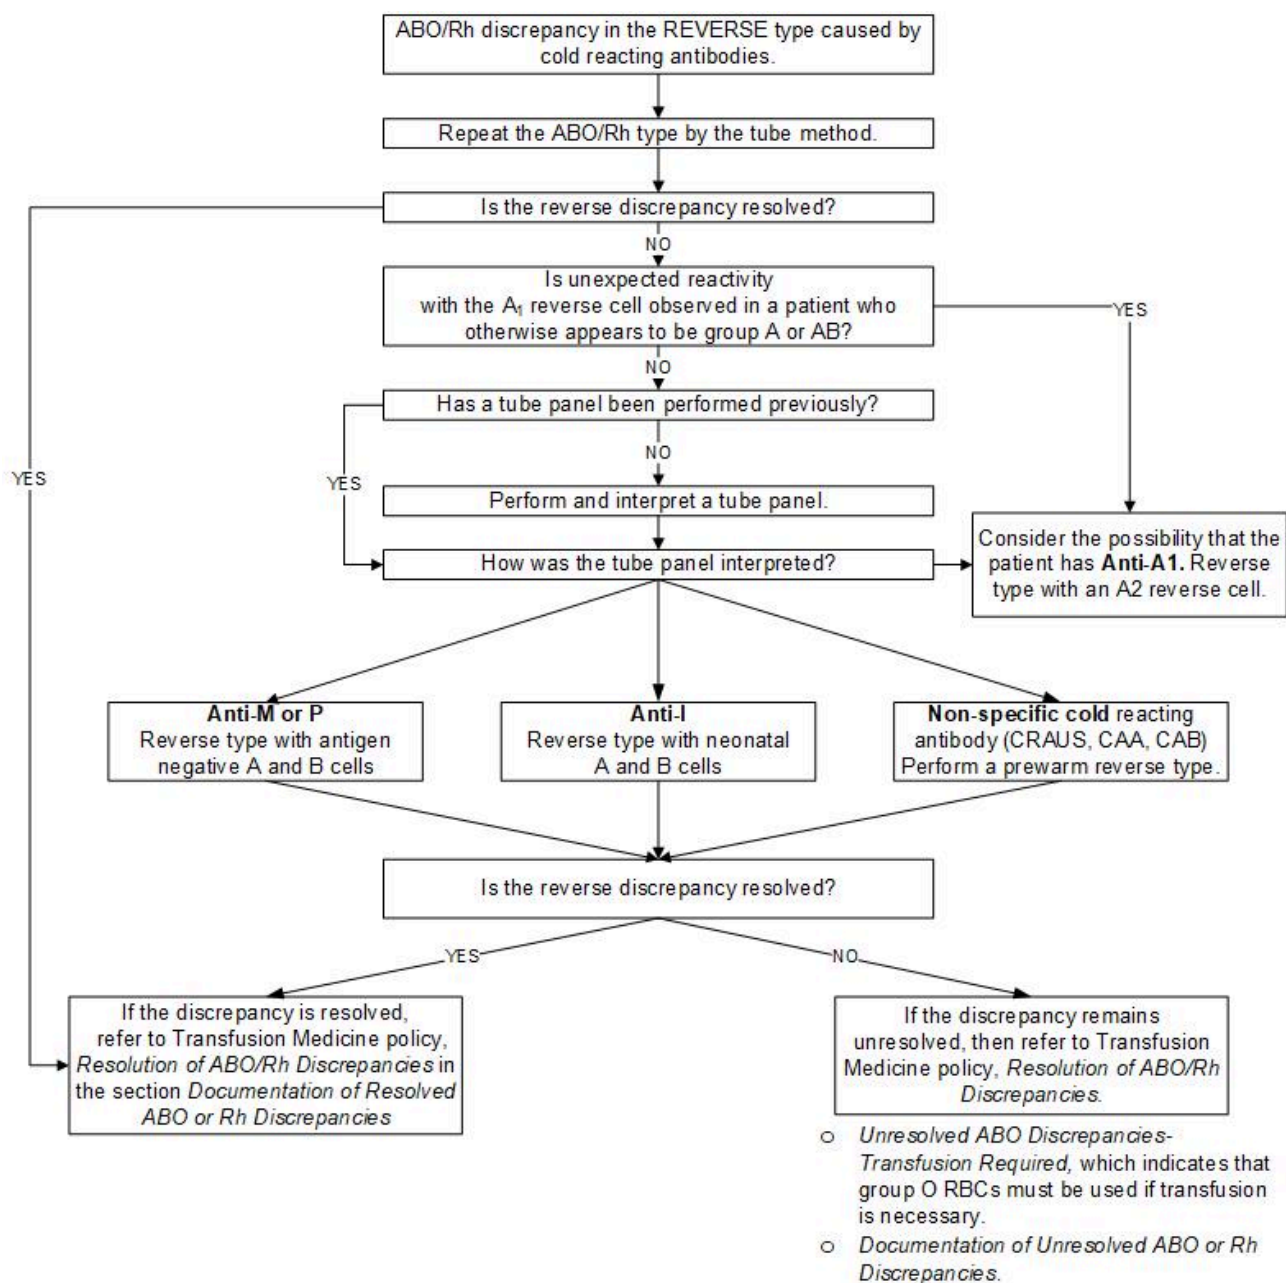 ABO/Rh discrepancy in the REVERSE type caused by
cold reacting antibodies.
Repeat the ABO/Rh type by the tube method.
Is the reverse discrepancy resolved?
NO
Is unexpected reactivity
with the A₁ reverse cell observed in a patient who
otherwise appears to be group A or AB?
YES
NO
Has a tube panel been performed previously?
NO
YES
YES
Perform and interpret a tube panel.
How was the tube panel interpreted?
Consider the possibility that the
patient has Anti-A1. Reverse
type with an A2 reverse cell.
Anti-M or P
Reverse type with antigen
negative A and B cells
Anti-I
Reverse type with neonatal
A and B cells
Non-specific cold reacting
antibody (CRAUS, CAA, CAB)
Perform a prewarm reverse type.
Is the reverse discrepancy resolved?
YES
NO
If the discrepancy is resolved,
refer to Transfusion Medicine policy,
Resolution of ABO/Rh Discrepancies in
the section Documentation of Resolved
ABO or Rh Discrepancies
If the discrepancy remains
unresolved, then refer to Transfusion
Medicine policy, Resolution of ABO/Rh
Discrepancies.
o Unresolved ABO Discrepancies-
Transfusion Required, which indicates that
group O RBCs must be used if transfusion
is necessary.
o Documentation of Unresolved ABO or Rh
Discrepancies.